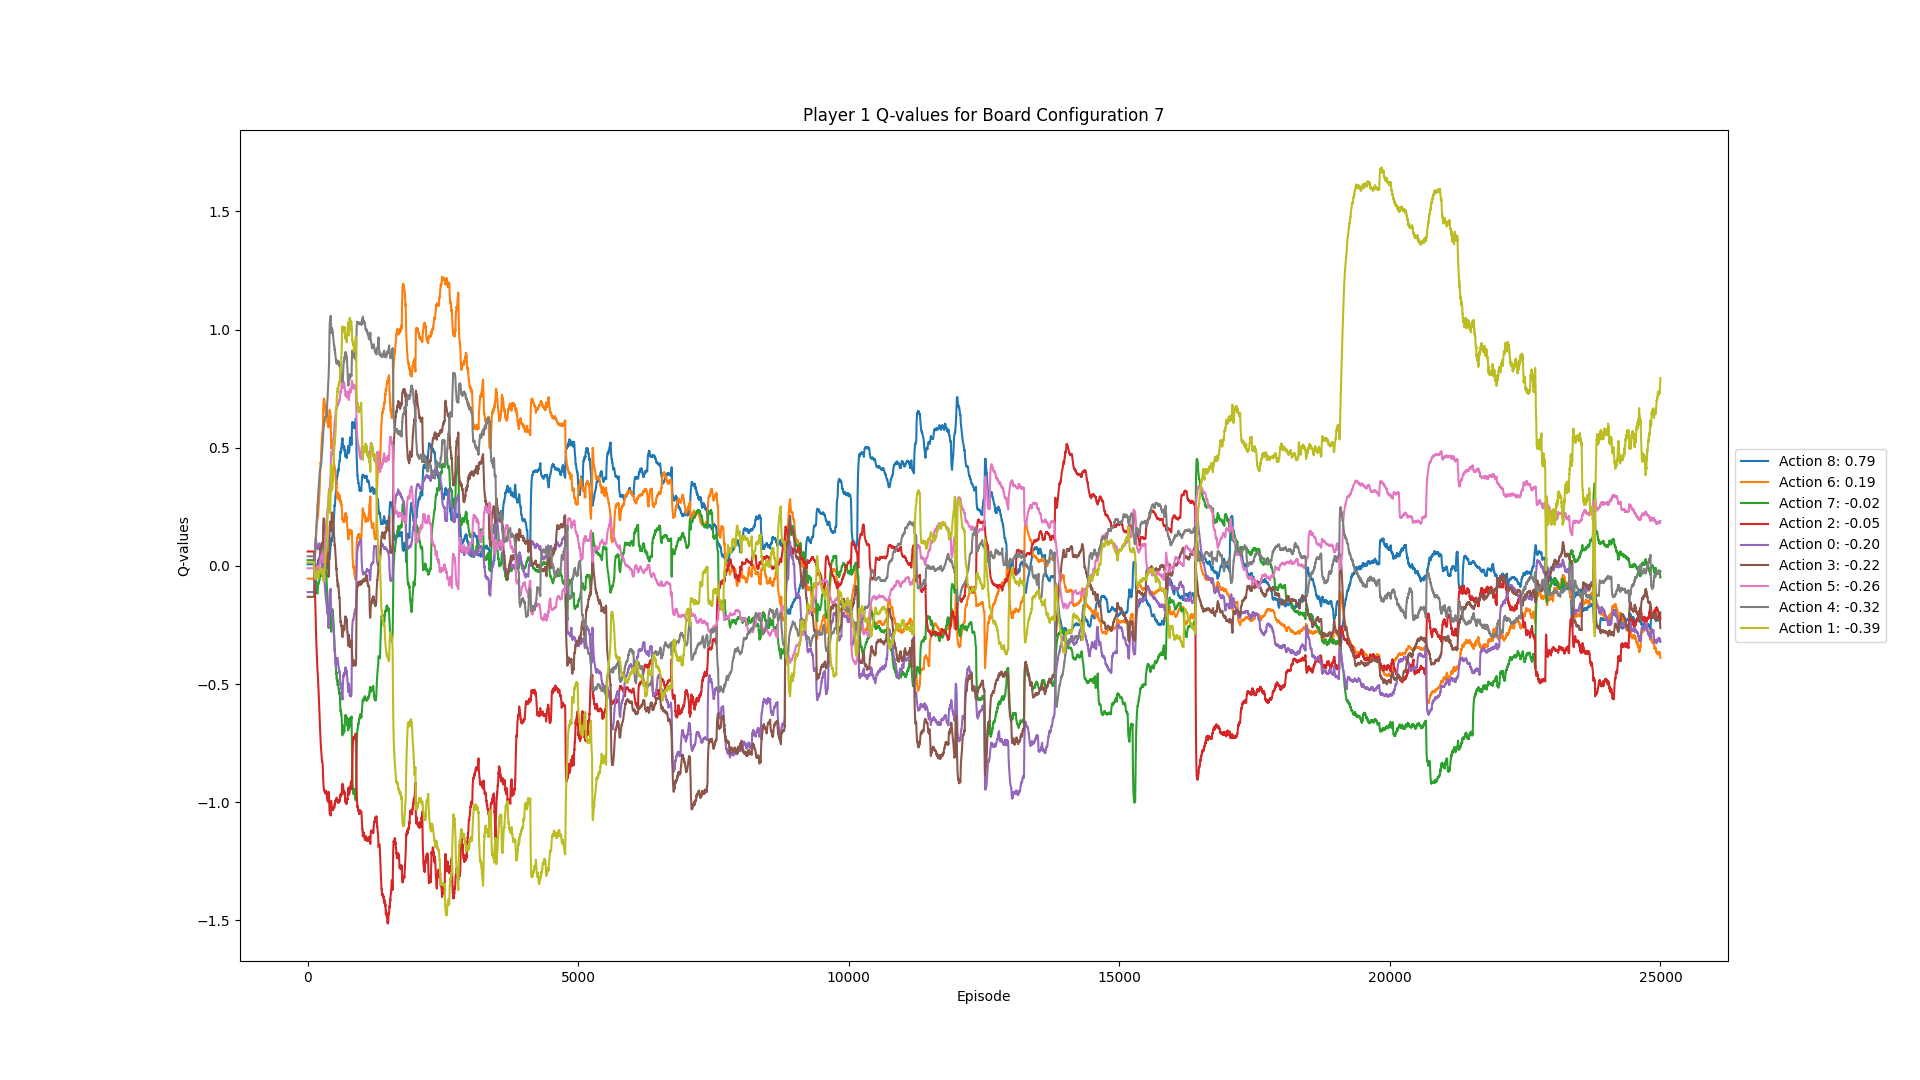 Player 1 Q-values for Board Configuration 7
Q-values
1.5
1.0
0.5
0.0
−0.5
−1.0
−1.5
0
5000
10000
15000
20000
25000
Episode
Action 8: 0.79
Action 6: 0.19
Action 7: -0.02
Action 2: -0.05
Action 0: -0.20
Action 3: -0.22
Action 5: -0.26
Action 4: -0.32
Action 1: -0.39